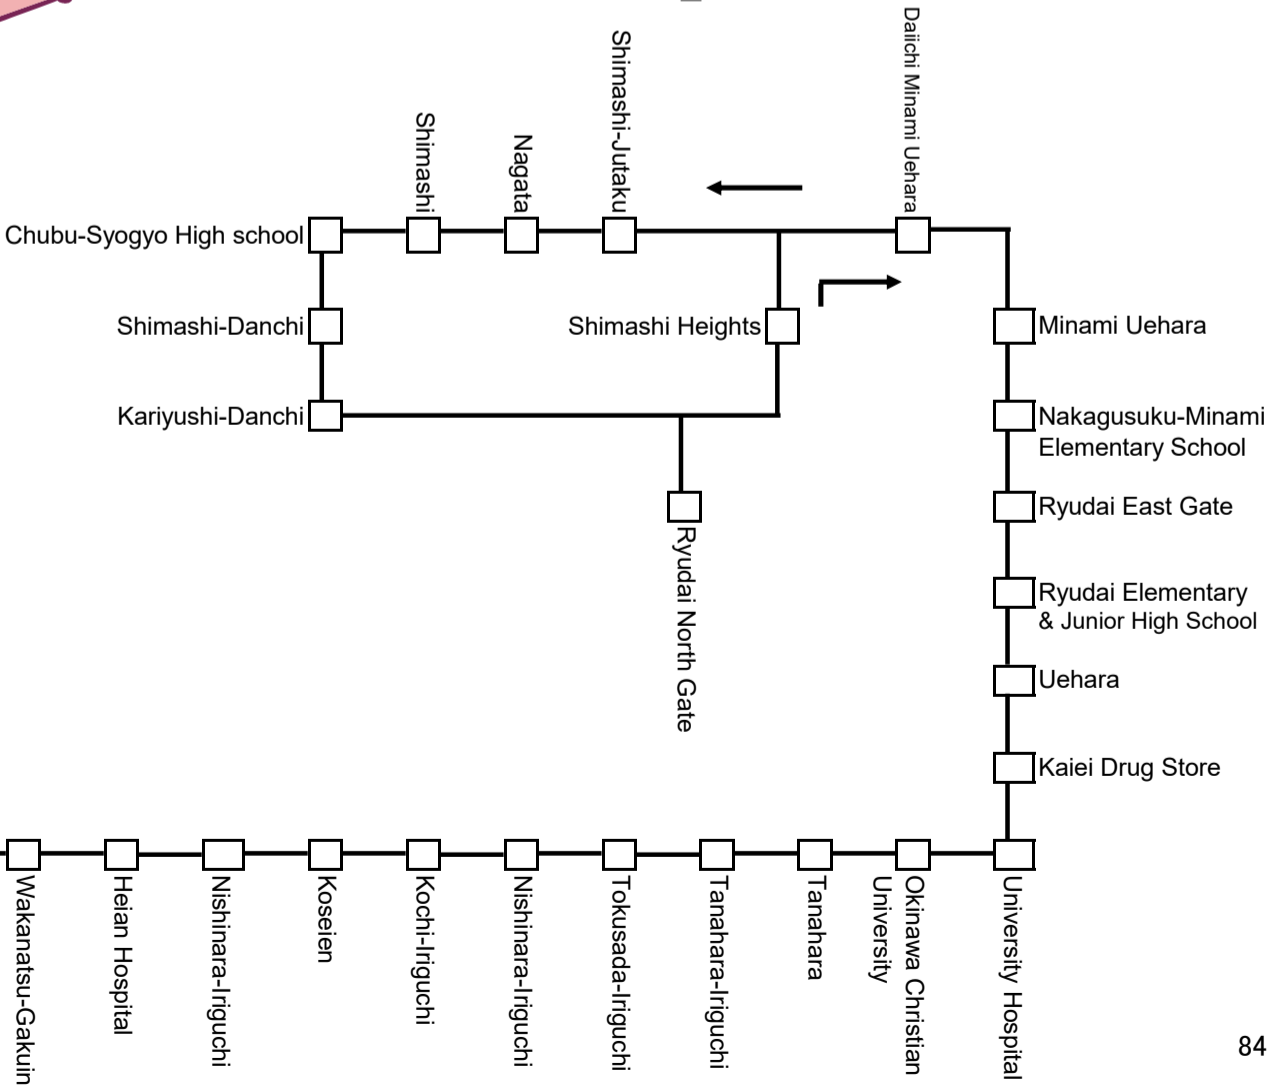 Daiichi Minami Uehara
Shimashi-Jutaku
Shimashi
Nagata
Chubu-Syogyo High school
Shimashi-Danchi
Shimashi Heights
Minami Uehara
Kariyushi-Danchi
Nakagusuku-Minami
Elementary School
Ryudai East Gate
Ryudai North Gate
Ryudai Elementary
& Junior High School
Uehara
Kaiei Drug Store
Wakanatsu-Gakuin
Heian Hospital
Nishinara-Iriguchi
Koseien
Kochi-Iriguchi
Nishinara-Iriguchi
Tokusada-Iriguchi
Tanahara-Iriguchi
Tanahara
Okinawa Christian
University
University Hospital
84